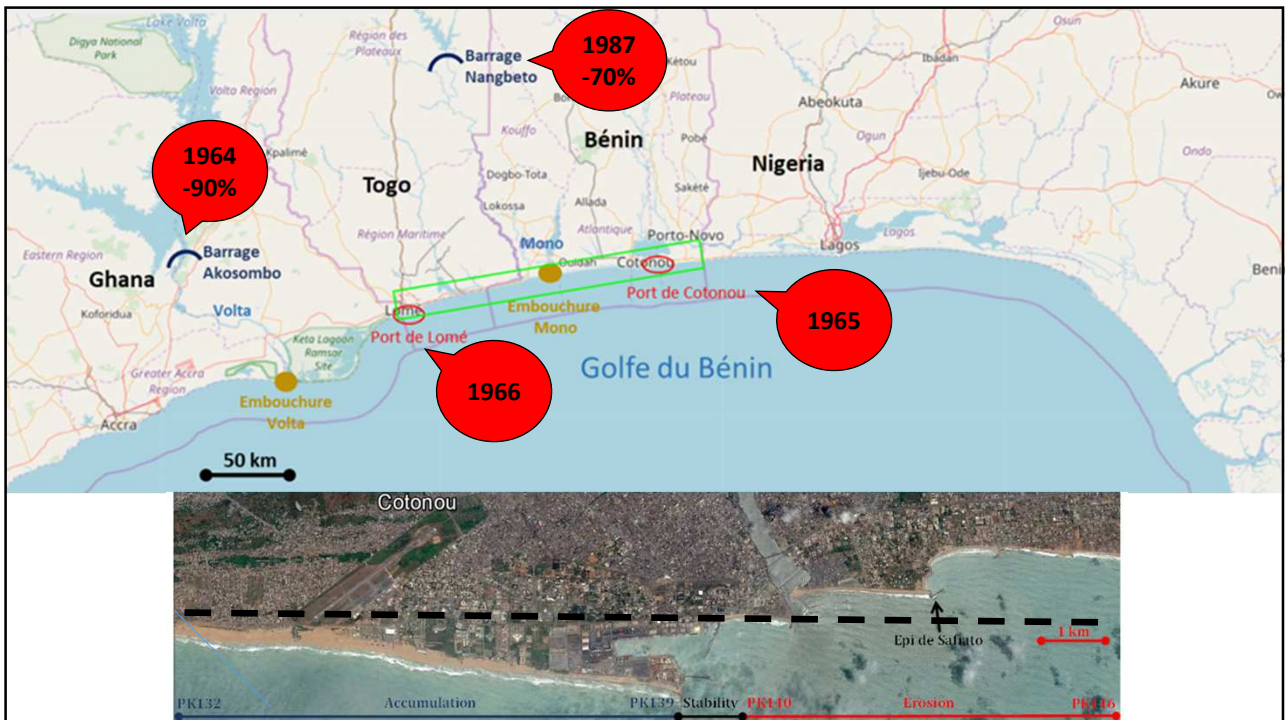 Lake Volta
Digya National
Park
Région des
Plateaux
Barrage
Nangbeto
1987
-70%
Kétou
Plateau
Ibadan
Osun
Akure
Abeokuta
Volta Region
Kpalimé
1964
-90%
Togo
Kouffo
Bénin
Pobé
Nigeria
Ogun
Ondo
Dogbo-Tota
Sakété
Ijebu-Ode
Lokossa
Allada
Région Maritime
Atlantique
Porto-Novo
Eastern Region
Barrage
Akosombo
Ghana
Mono
Ouidah
Cotonou
Lagos
Lagos
Koforidua
Volta
Lomé
Embouchure
Mono
Port de Cotonou
Port de Lomé
1965
Keta Lagoon
Ramsar
Site
Greater Accra
Region
Golfe du Bénin
1966
Embouchure
Volta
Accra
50 km
Cotonou
Epi de Safiato
1 km
PK132 Accumulation PK139 Stability PK140 Erosion PK146